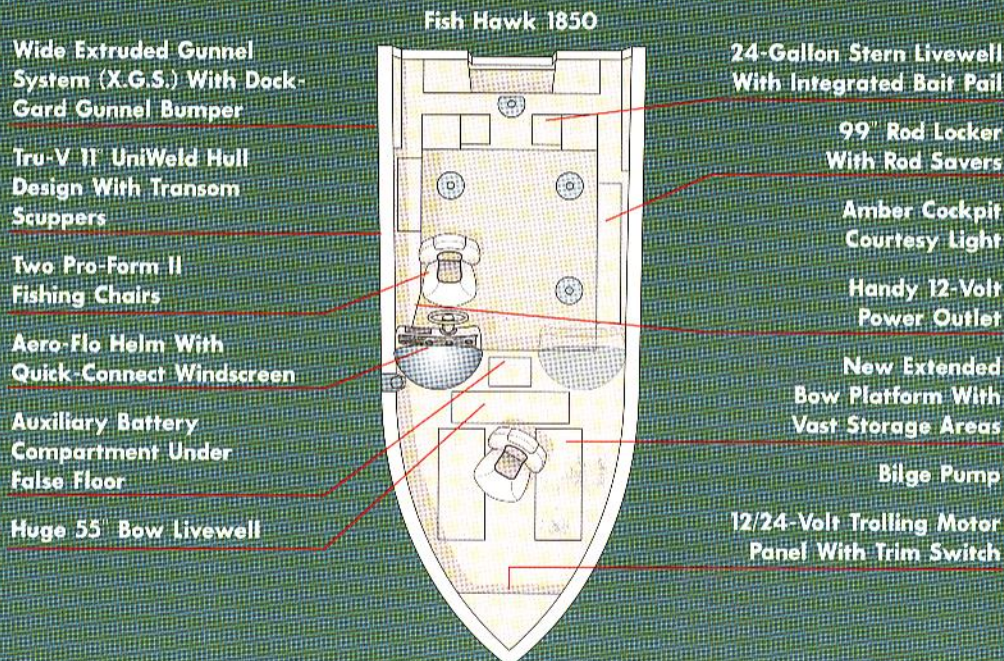 Fish Hawk 1850
Wide Extruded Gunnel
System (X.G.S.) With Dock-
Gard Gunnel Bumper
Tru-V 11° UniWeld Hull
Design With Transom
Scuppers
Two Pro-Form II
Fishing Chairs
Aero-Flo Helm With
Quick-Connect Windscreen
Auxiliary Battery
Compartment Under
False Floor
Huge 55" Bow Livewell
24-Gallon Stern Livewell
With Integrated Bait Pail
99" Rod Locker
With Rod Savers
Amber Cockpit
Courtesy Light
Handy 12-Volt
Power Outlet
New Extended
Bow Platform With
Vast Storage Areas
Bilge Pump
12/24-Volt Trolling Motor
Panel With Trim Switch